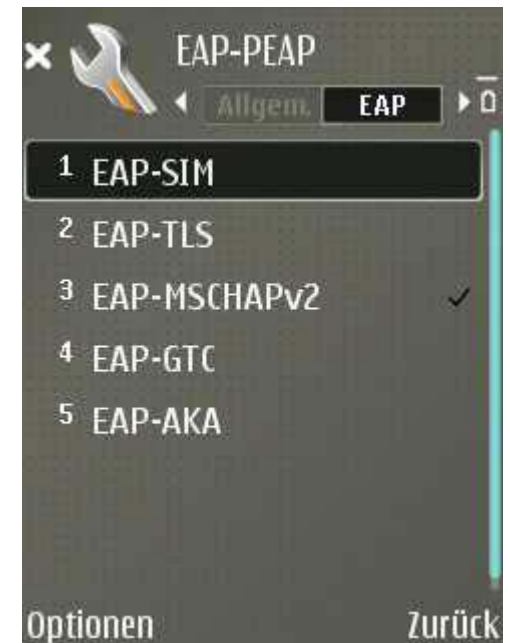 EAP-PEAP
Allgem. EAP
1 EAP-SIM
2 EAP-TLS
3 EAP-MSCHAPv2
4 EAP-GTC
5 EAP-AKA
Optionen Zurück